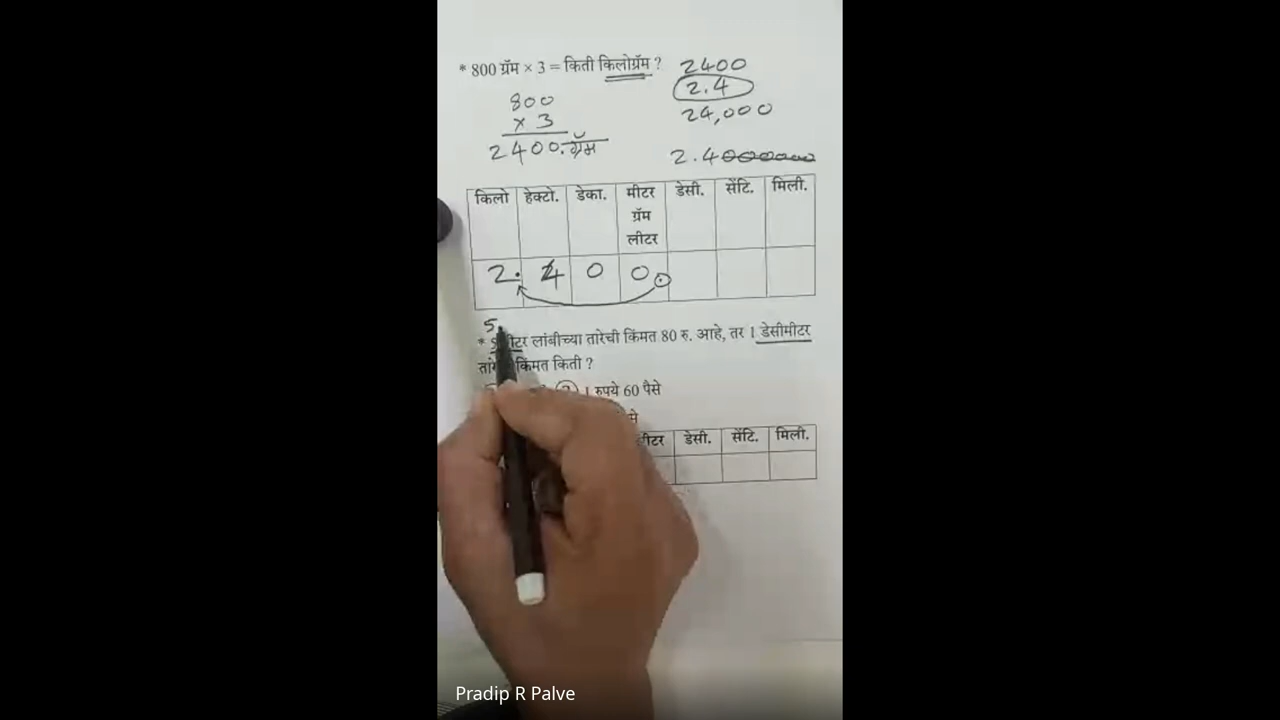 * 800 ग्रॅम × 3 = किती किलोग्रॅम ?
2400
2.4
24,000
800
× 3
2400. ग्रॅम
2.4
किलो हेक्टो. डेका. मीटर ग्रॅम लीटर डेसी. सेंटि. मिली.
2. 4 0 0.
5
* लांबीच्या तारेची किंमत 80 रु. आहे, तर 1 डेसीमीटर
किंमत किती ?
1 रुपये 60 पैसे
डेसी. सेंटि. मिली.
Pradip R Palve